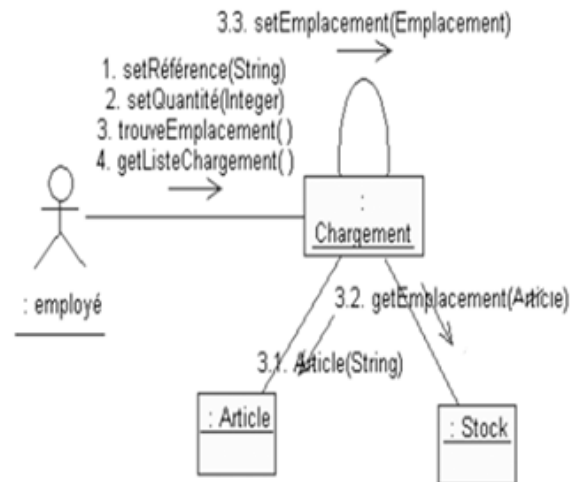 3.3. setEmplacement(Emplacement)
1. setRéférence(String)
2. setQuantité(Integer)
3. trouveEmplacement( )
4. getListeChargement( )
:
Chargement
: employé
3.2. getEmplacement(Article)
3.1. Article(String)
: Article
: Stock